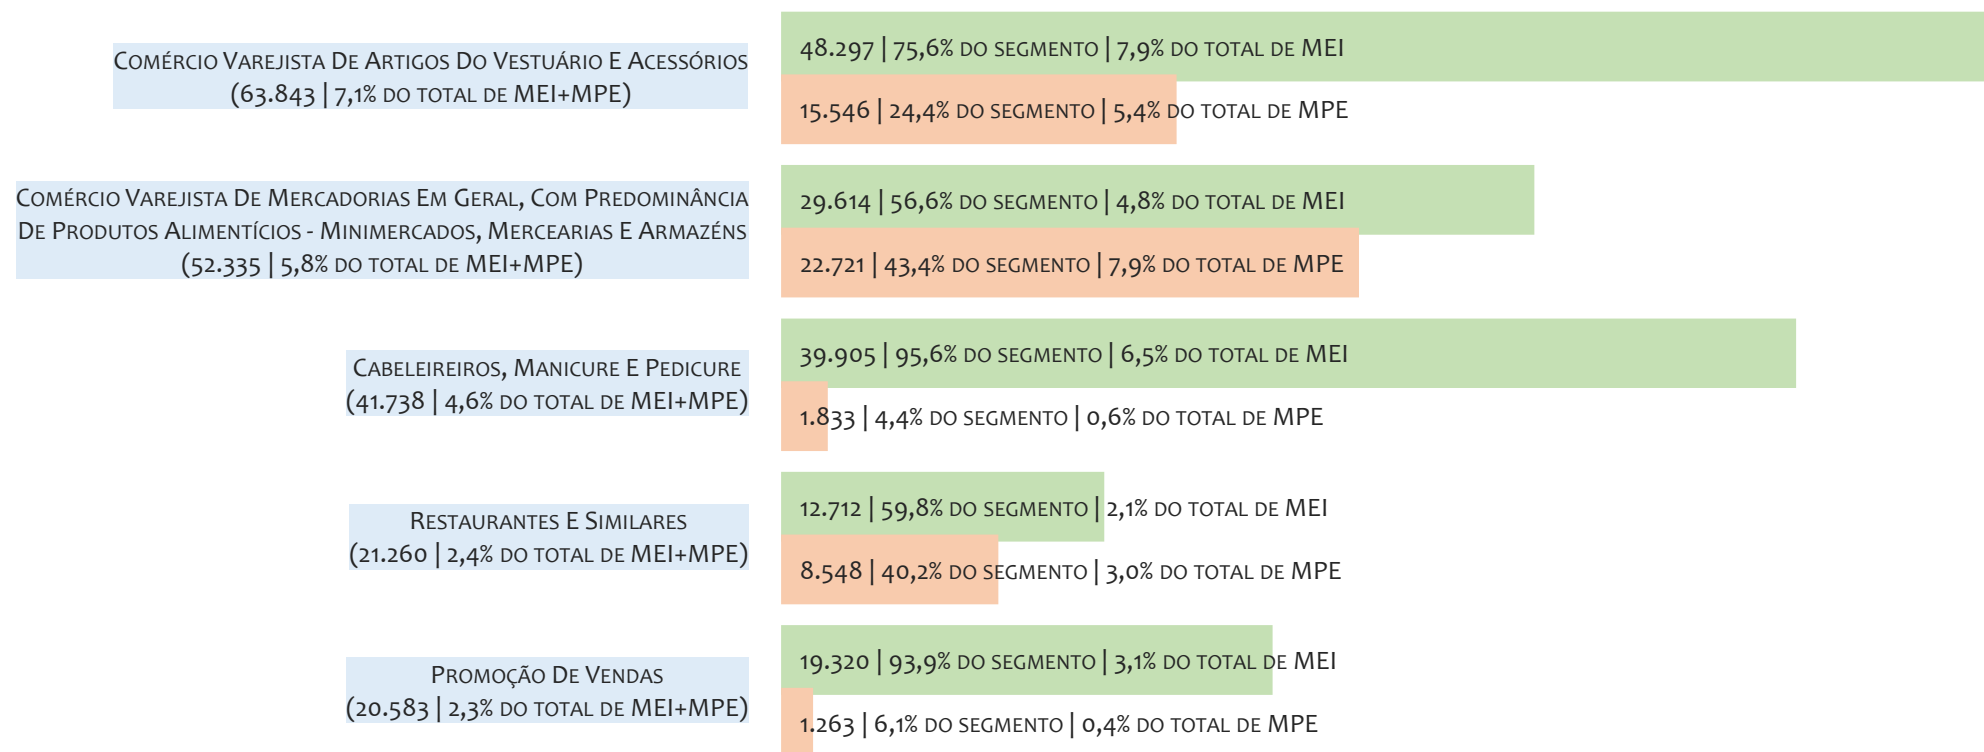 Comércio Varejista De Artigos Do Vestuário E Acessórios
(63.843 | 7,1% do total de MEI+MPE)
48.297 | 75,6% do segmento | 7,9% do total de MEI
15.546 | 24,4% do segmento | 5,4% do total de MPE
Comércio Varejista De Mercadorias Em Geral, Com Predominância
De Produtos Alimentícios - Minimercados, Mercearias E Armazéns
(52.335 | 5,8% do total de MEI+MPE)
29.614 | 56,6% do segmento | 4,8% do total de MEI
22.721 | 43,4% do segmento | 7,9% do total de MPE
Cabeleireiros, Manicure E Pedicure
(41.738 | 4,6% do total de MEI+MPE)
39.905 | 95,6% do segmento | 6,5% do total de MEI
1.833 | 4,4% do segmento | 0,6% do total de MPE
Restaurantes E Similares
(21.260 | 2,4% do total de MEI+MPE)
12.712 | 59,8% do segmento | 2,1% do total de MEI
8.548 | 40,2% do segmento | 3,0% do total de MPE
Promoção De Vendas
(20.583 | 2,3% do total de MEI+MPE)
19.320 | 93,9% do segmento | 3,1% do total de MEI
1.263 | 6,1% do segmento | 0,4% do total de MPE